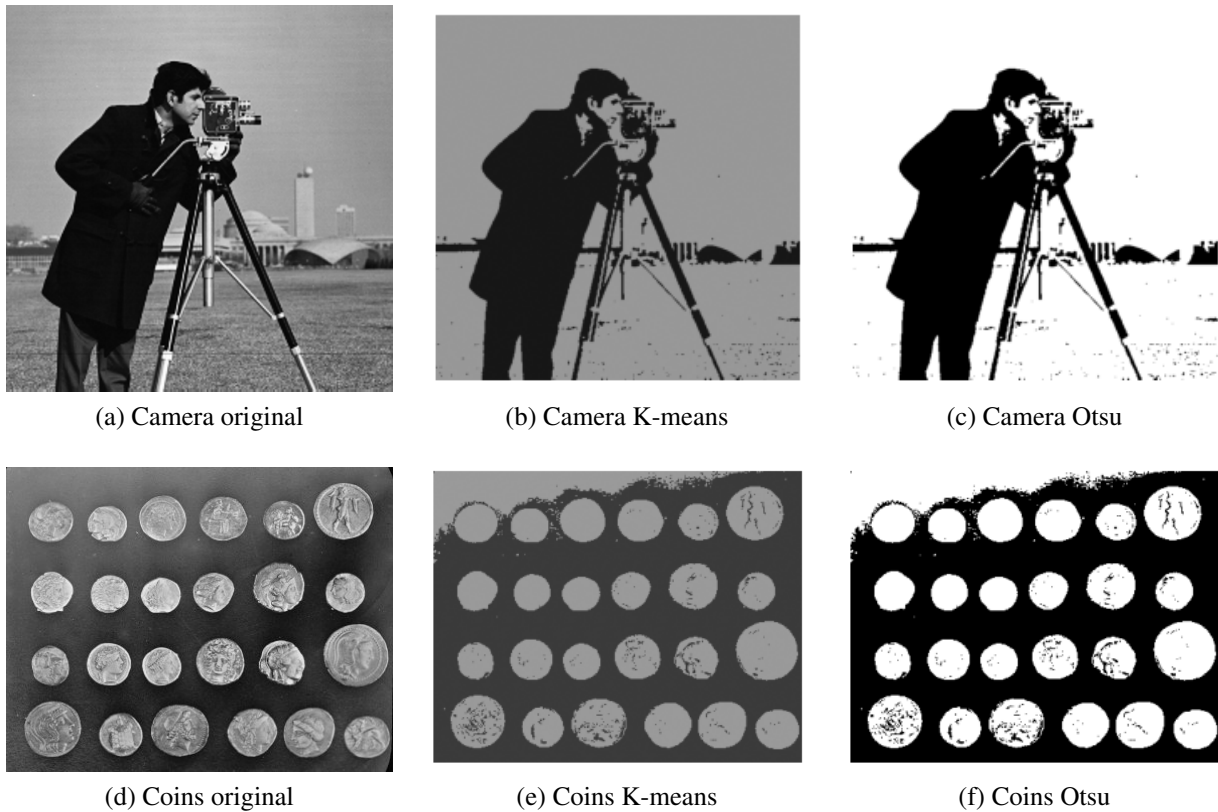 (a) Camera original
(b) Camera K-means
(c) Camera Otsu
(d) Coins original
(e) Coins K-means
(f) Coins Otsu